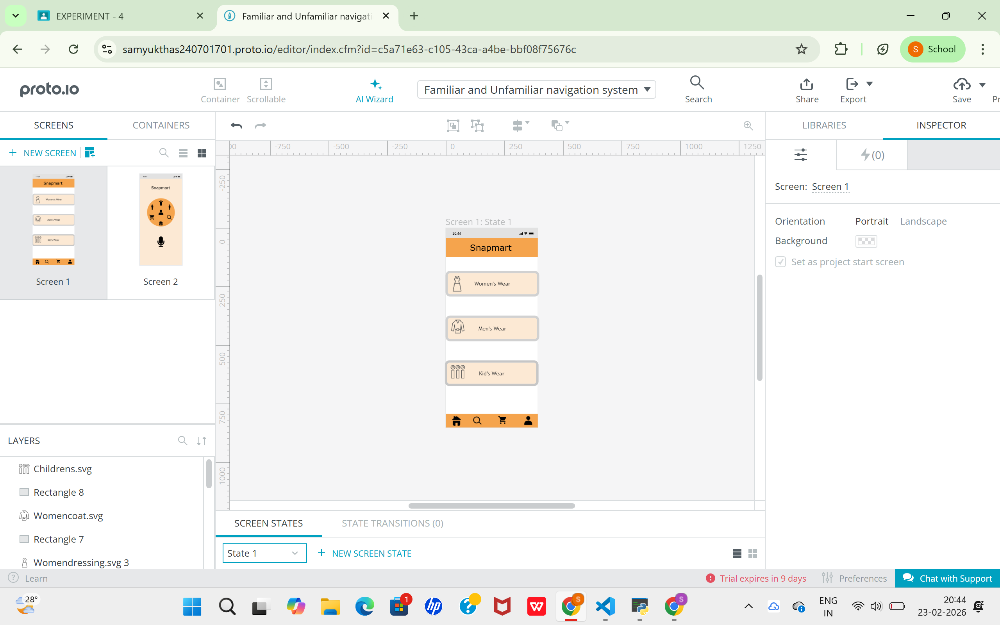 EXPERIMENT - 4
Familiar and Unfamiliar navigati
samyukthas240701701.proto.io/editor/index.cfm?id=c5a71e63-c105-43ca-a4be-bbf08f75676c
S School
proto.io
Container Scrollable
AI Wizard
Familiar and Unfamiliar navigation system
Search
Share
Export
Save
Pr
SCREENS CONTAINERS
LIBRARIES INSPECTOR
NEW SCREEN
00 -750 -500 -250 0 250 500 750 1000 1250
(0)
-250
0
250
500
750
1000
Snapmart
Women's Wear
Men's Wear
Kid's Wear
Screen 1
Snapmart
Screen 2
Screen: Screen 1
Orientation Portrait Landscape
Background
Set as project start screen
Screen 1: State 1
20:44
Snapmart
Women's Wear
Men's Wear
Kid's Wear
LAYERS
Childrens.svg
Rectangle 8
Womencoat.svg
Rectangle 7
Womendressing.svg 3
SCREEN STATES STATE TRANSITIONS (0)
State 1 NEW SCREEN STATE
? Learn
Trial expires in 9 days
Preferences
Chat with Support
28°
1
hp
?
W
S
S
ENG
IN
20:44
23-02-2026